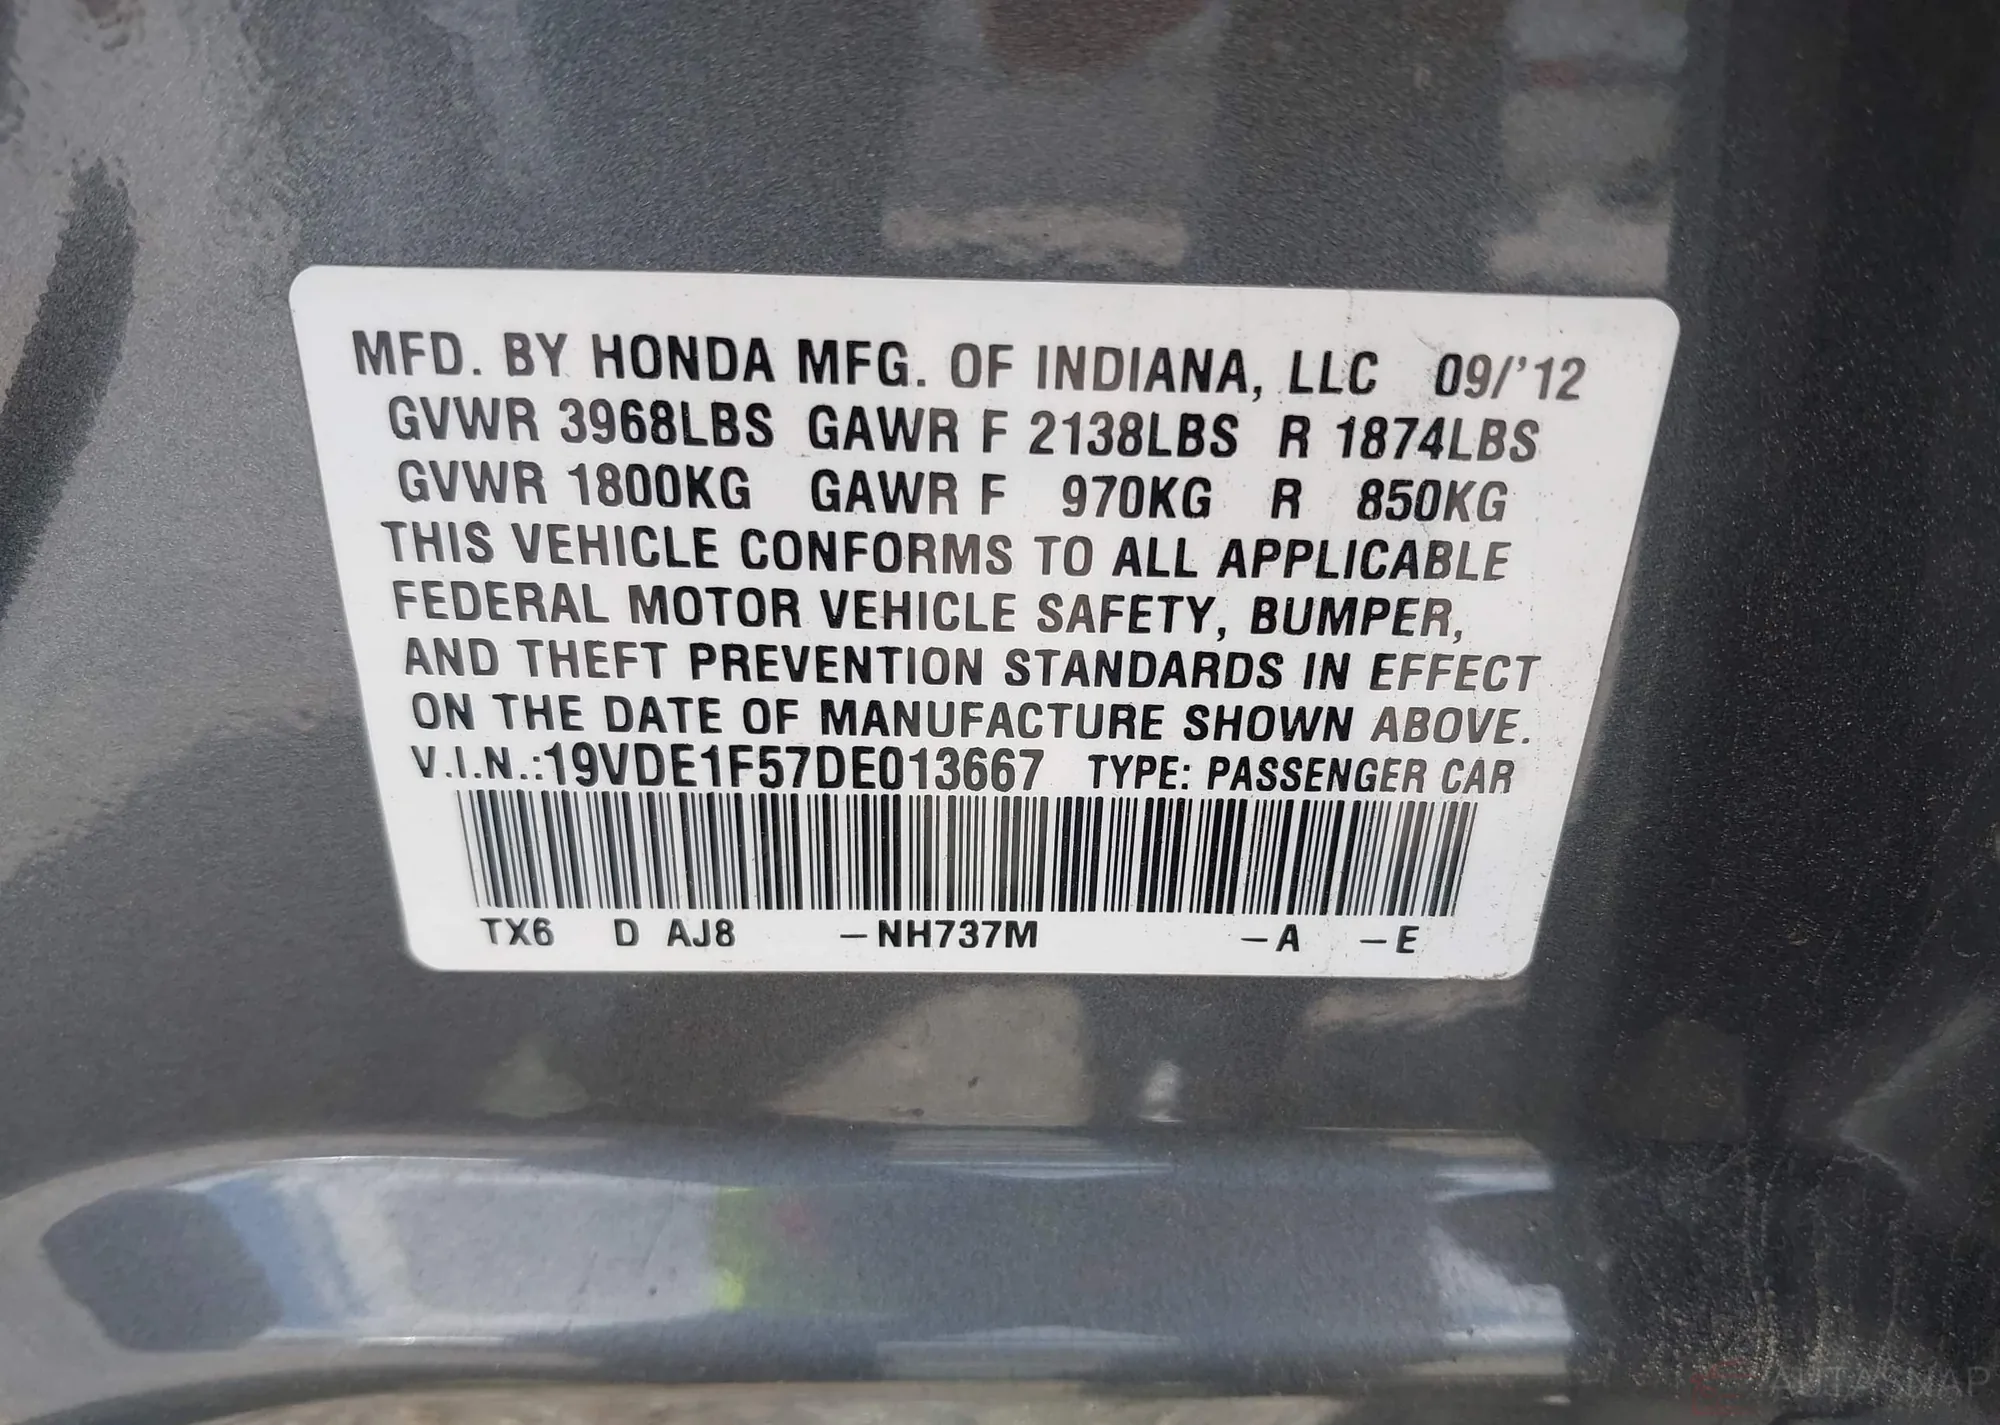 MFD. BY HONDA MFG. OF INDIANA, LLC 09/'12
GVWR 3968LBS GAWR F 2138LBS R 1874LBS
GVWR 1800KG GAWR F 970KG R 850KG
THIS VEHICLE CONFORMS TO ALL APPLICABLE
FEDERAL MOTOR VEHICLE SAFETY, BUMPER,
AND THEFT PREVENTION STANDARDS IN EFFECT
ON THE DATE OF MANUFACTURE SHOWN ABOVE.
V.I.N.:19VDE1F57DE013667 TYPE: PASSENGER CAR
TX6 D AJ8 –NH737M –A –E
AUTASNAP